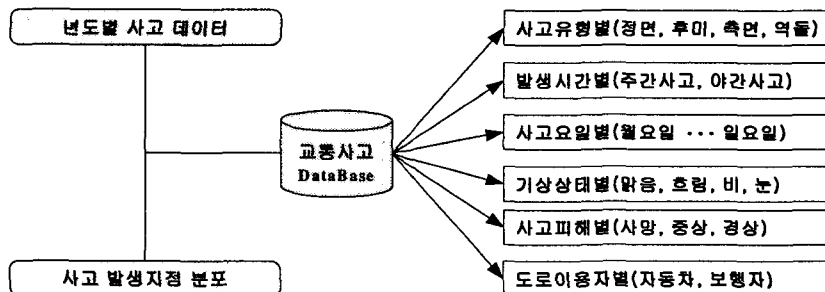 년도별 사고 데이터
사고 발생지점 분포
교통사고
DataBase
사고유형별(정면, 후미, 측면, 역돌)
발생시간별(주간사고, 야간사고)
사고요일별(월요일 ··· 일요일)
기상상태별(맑음, 흐림, 비, 눈)
사고피해별(사망, 중상, 경상)
도로이용자별(자동차, 보행자)